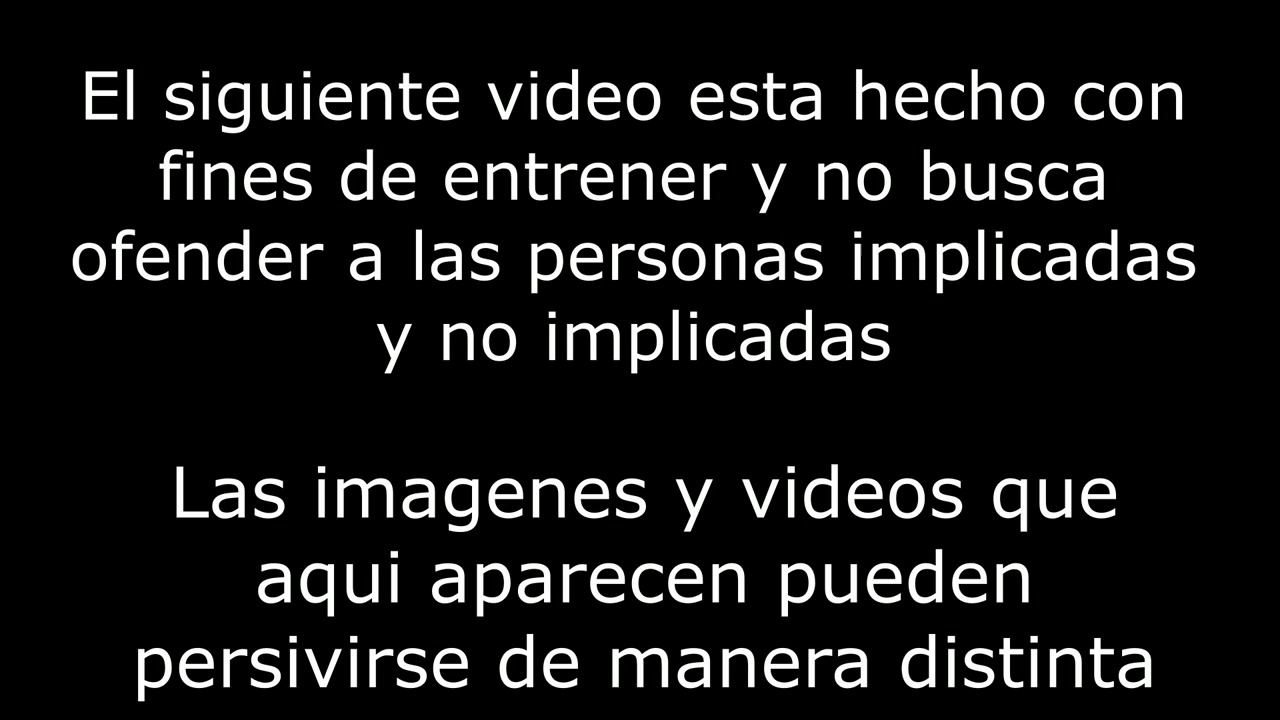 El siguiente video esta hecho con
fines de entrener y no busca
ofender a las personas implicadas
y no implicadas
Las imagenes y videos que
aqui aparecen pueden
persivirse de manera distinta